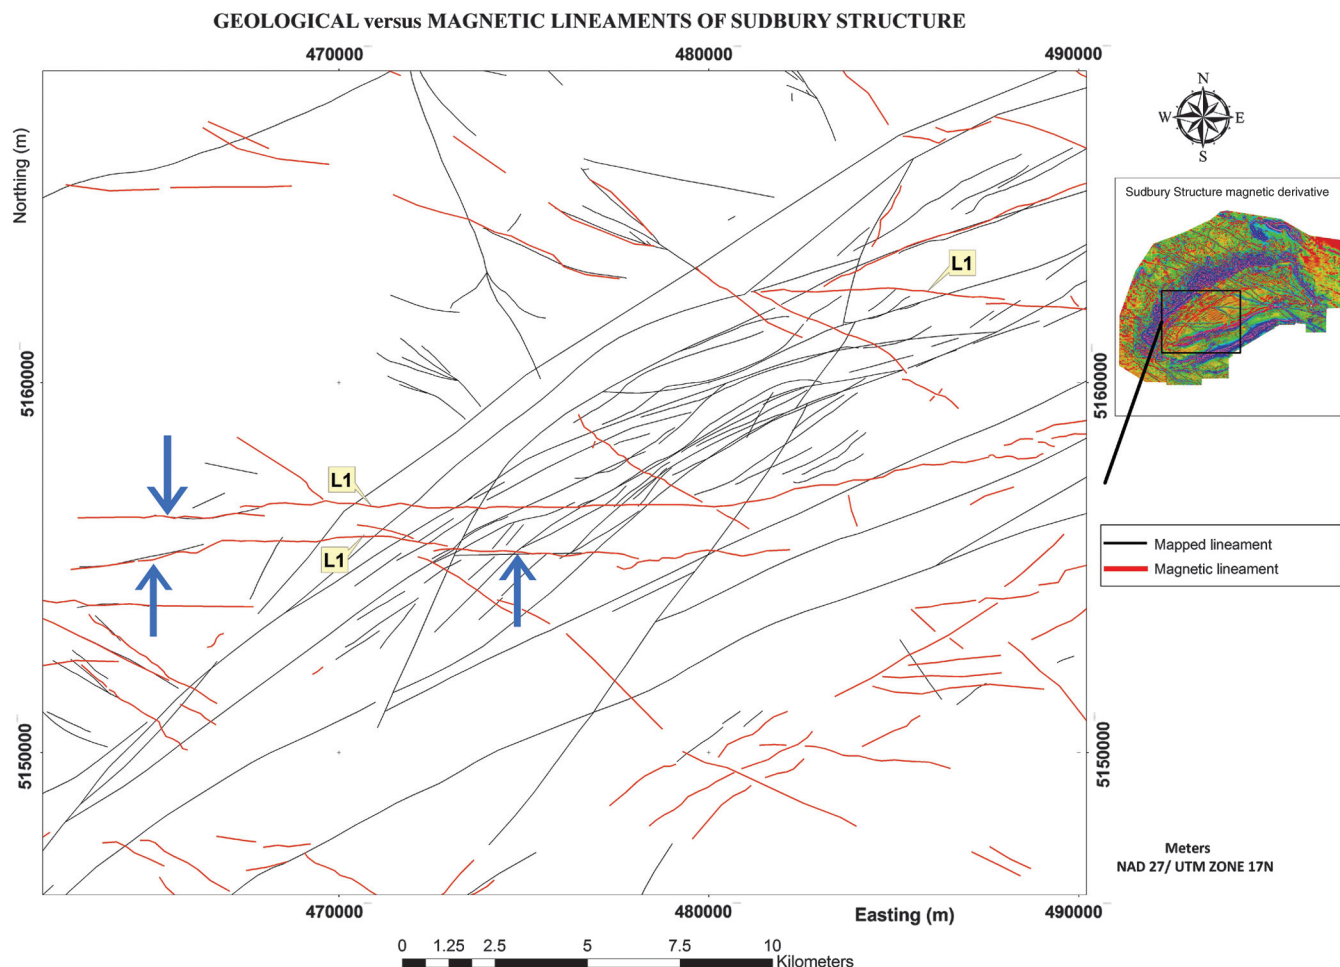 GEOLOGICAL versus MAGNETIC LINEAMENTS OF SUDBURY STRUCTURE
470000
480000
490000
N
W
E
S
Northing (m)
Sudbury Structure magnetic derivative
L1
5160000
5160000
L1
L1
Mapped lineament
Magnetic lineament
5150000
5150000
Meters
NAD 27/ UTM ZONE 17N
470000
480000
Easting (m)
490000
0 1.25 2.5 5 7.5 10
Kilometers